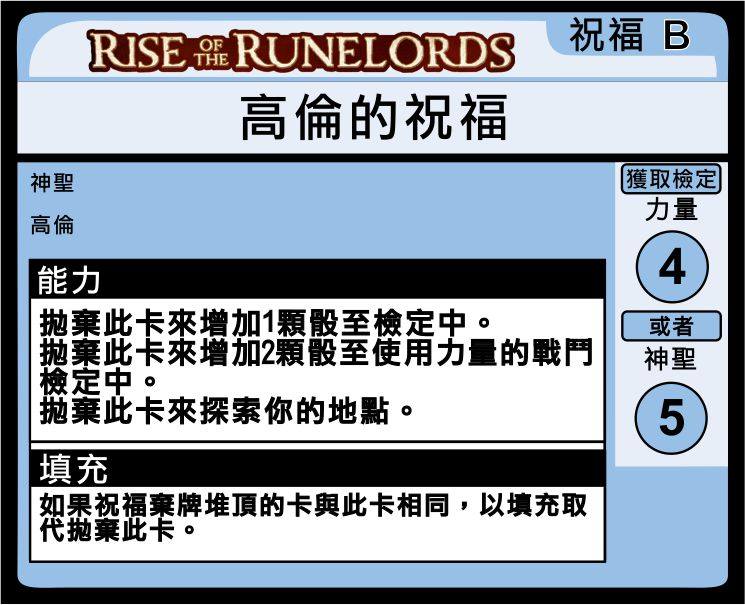 RISE OF THE RUNELORDS
祝福 B
高倫的祝福
神聖
高倫
獲取檢定
力量
4
或者
神聖
5
能力
拋棄此卡來增加1顆骰至檢定中。
拋棄此卡來增加2顆骰至使用力量的戰鬥
檢定中。
拋棄此卡來探索你的地點。
填充
如果祝福棄牌堆頂的卡與此卡相同，以填充取
代拋棄此卡。